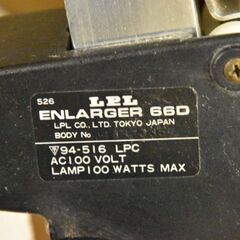 526
LPL
ENLARGER 66D
LPL CO., LTD. TOKYO JAPAN
BODY No
94-516 LPC
AC100 VOLT
LAMP100 WATTS MAX